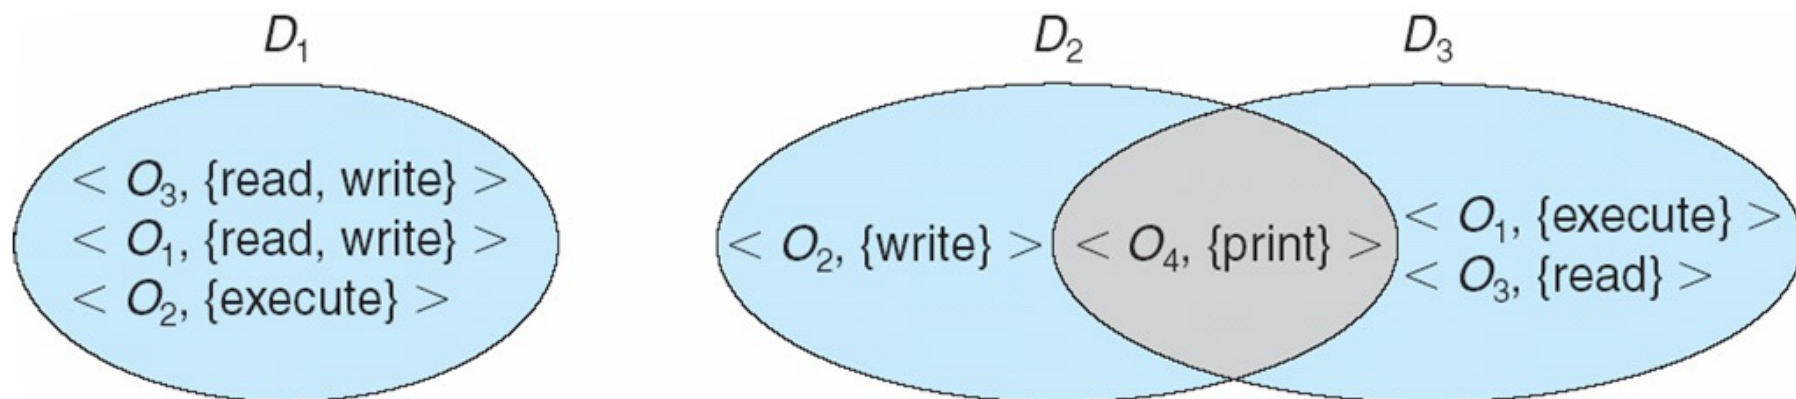 D₁
D₂
D₃
< O₃, {read, write} >
< O₁, {read, write} >
< O₂, {execute} >
< O₂, {write} >
< O₄, {print} >
< O₁, {execute} >
< O₃, {read} >